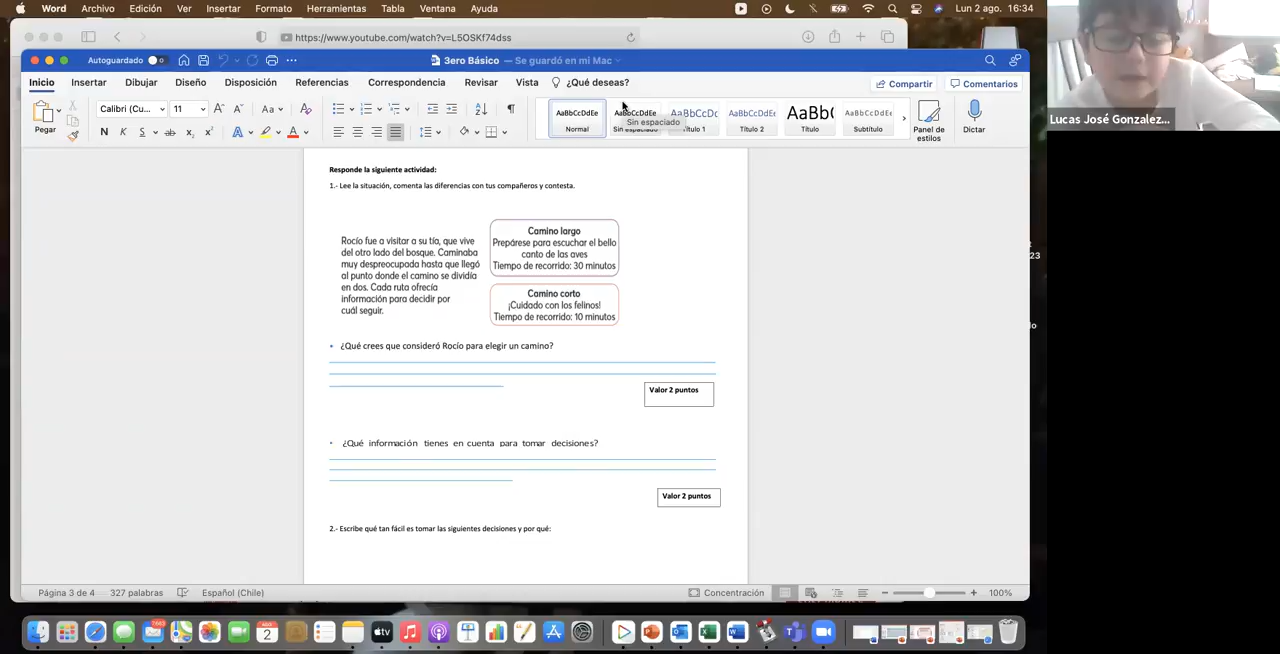 Word Archivo Edición Ver Insertar Formato Herramientas Tabla Ventana Ayuda
Lun 2 ago. 16:34
https://www.youtube.com/watch?v=L5OSKf74dss
Autoguardado
3ero Básico — Se guardó en mi Mac
Inicio Insertar Dibujar Diseño Disposición Referencias Correspondencia Revisar Vista ¿Qué deseas?
Compartir Comentarios
Pegar
Calibri (Cu... 11
AaBbCcDdEe AaBbCcDdEe AaBbCcDc AaBbCcDdEe AaBb( AaBbCcDdEe
Normal Sin espaciado Título 1 Título 2 Título Subtítulo
Sin espaciado
Panel de
estilos
Dictar
Responde la siguiente actividad:
1.- Lee la situación, comenta las diferencias con tus compañeros y contesta.
Rocío fue a visitar a su tía, que vive
del otro lado del bosque. Caminaba
muy despreocupada hasta que llegó
al punto donde el camino se dividía
en dos. Cada ruta ofrecía
información para decidir por
cuál seguir.
Camino largo
Prepárese para escuchar el bello
canto de las aves
Tiempo de recorrido: 30 minutos
Camino corto
¡Cuidado con los felinos!
Tiempo de recorrido: 10 minutos
• ¿Qué crees que consideró Rocío para elegir un camino?
Valor 2 puntos
• ¿Qué información tienes en cuenta para tomar decisiones?
Valor 2 puntos
2.- Escribe qué tan fácil es tomar las siguientes decisiones y por qué:
Página 3 de 4 327 palabras Español (Chile)
Concentración 100%
Lucas José Gonzalez...